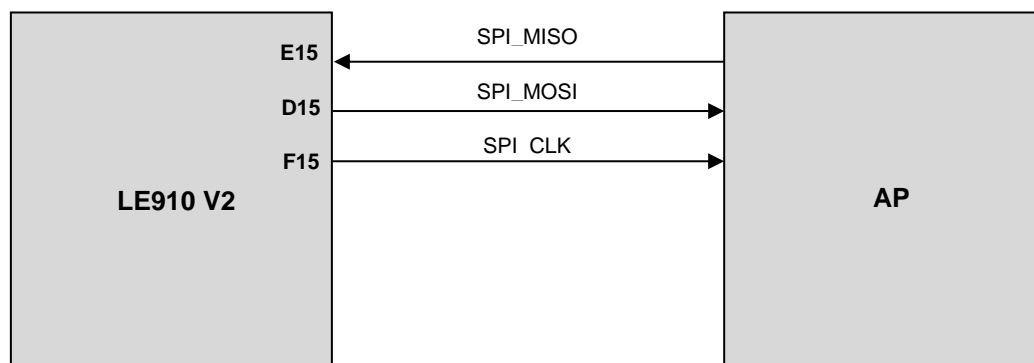 SPI_MISO
E15
SPI_MOSI
D15
SPI_CLK
F15
LE910 V2
AP